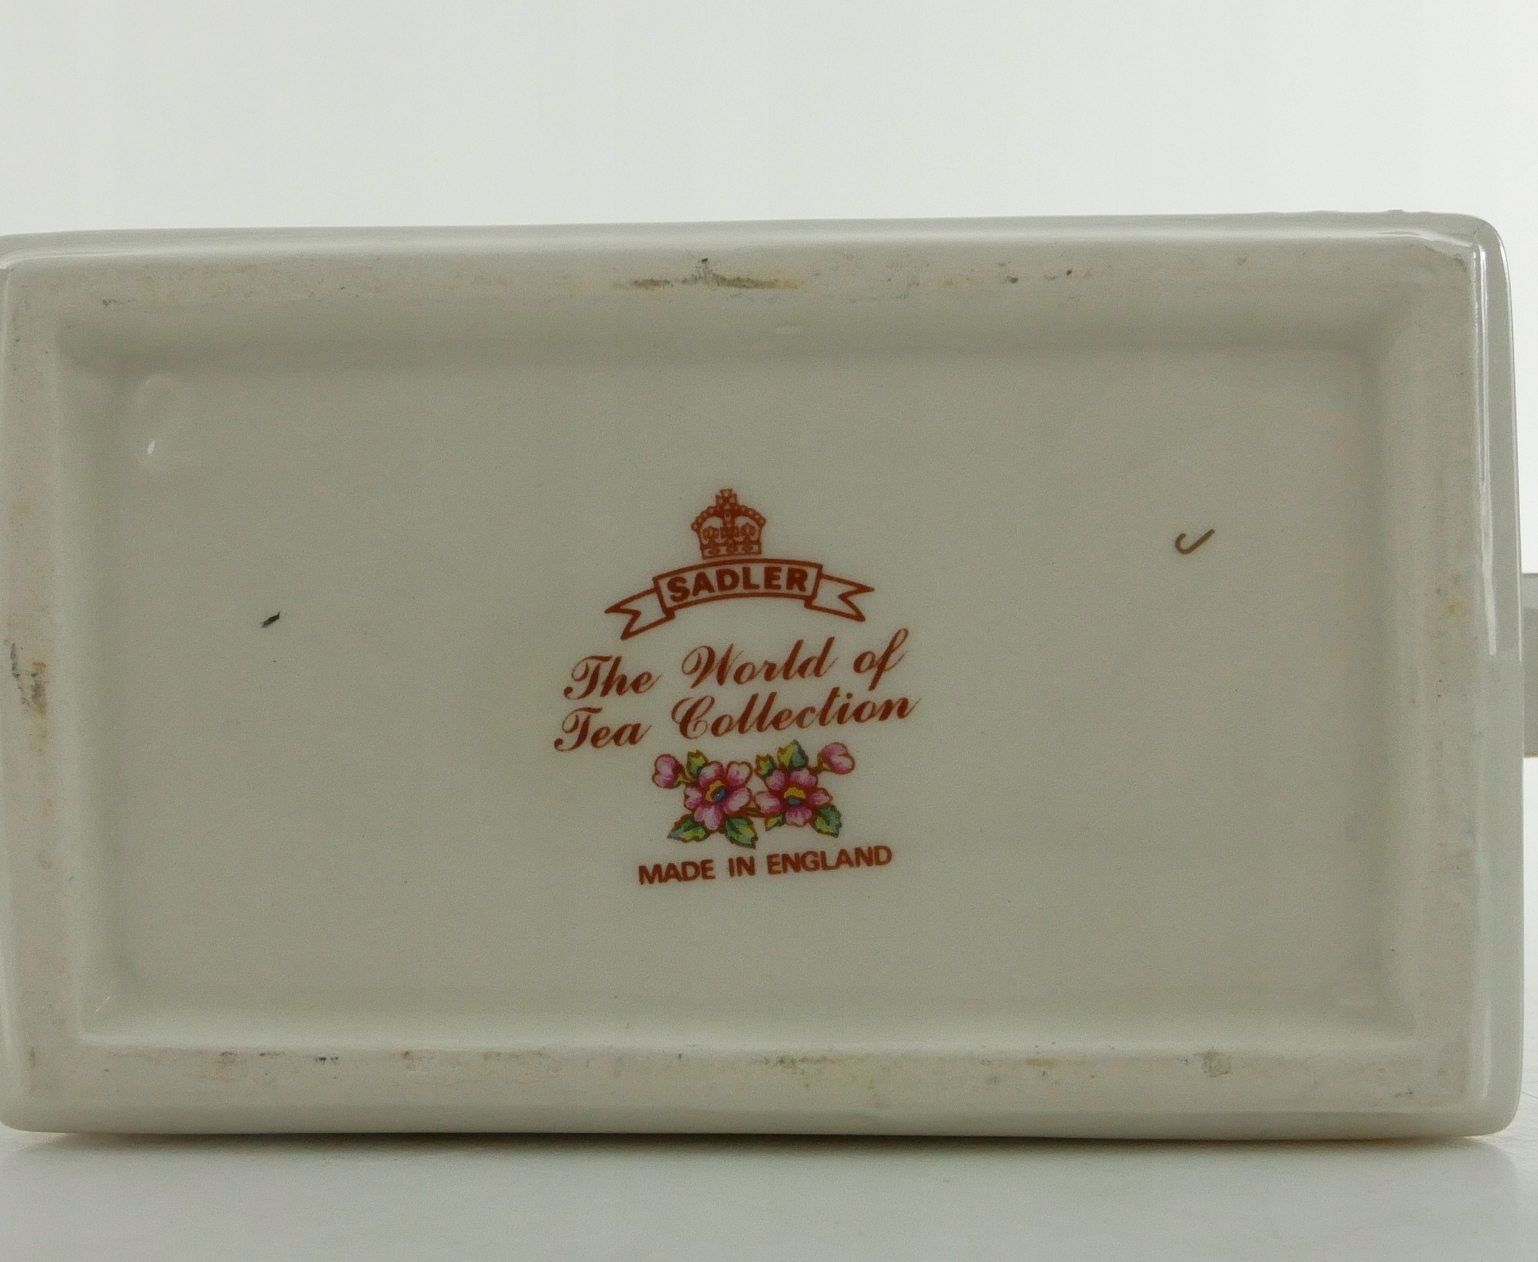 SADLER
The World of
Tea Collection
MADE IN ENGLAND